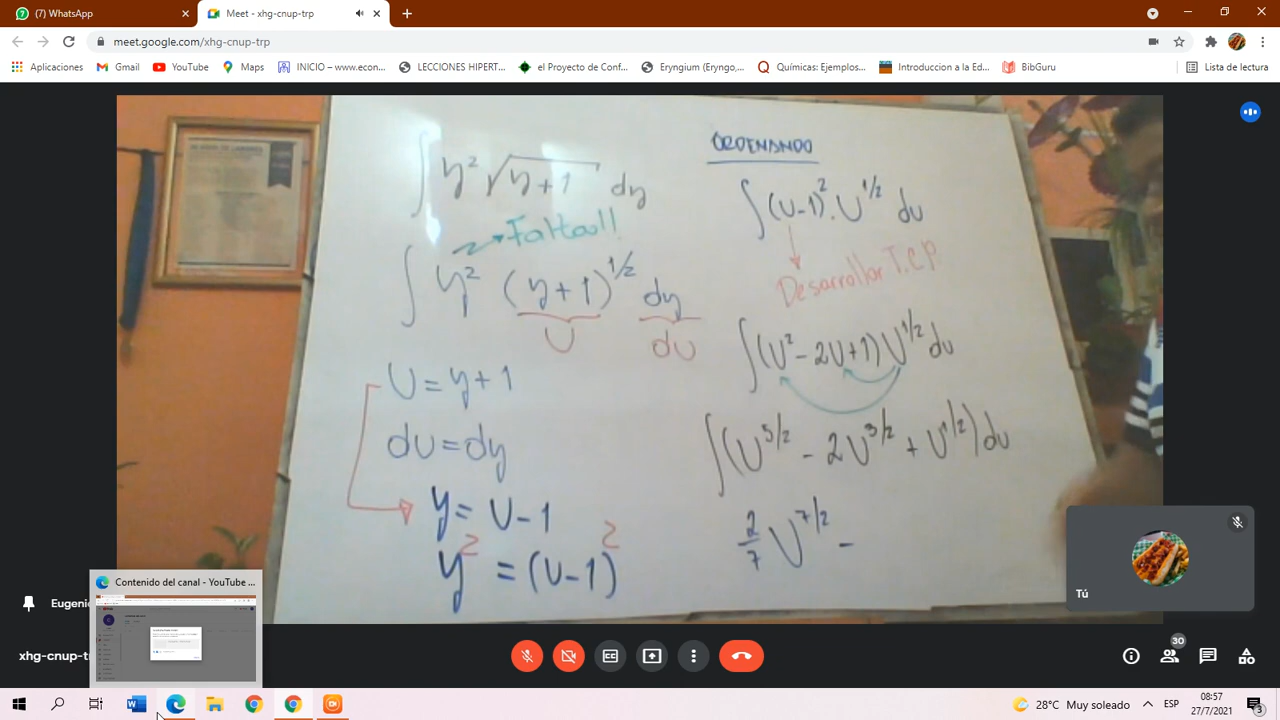 (7) WhatsApp
Meet - xhg-cnup-trp
meet.google.com/xhg-cnup-trp
Aplicaciones
Gmail
YouTube
Maps
INICIO – www.econ...
LECCIONES HIPERT...
el Proyecto de Conf...
Eryngium (Eryngo,...
Químicas: Ejemplos...
Introduccion a la Ed...
BibGuru
Lista de lectura
∫ y² √y+1 dy
Falta!!
∫ y² (y+1)^1/2 dy
U du
U = y+1
du = dy
y = U-1
y² = (U-1)²
ORDENANDO
∫ (U-1)² . U^1/2 du
Desarrollar T.C.P.
∫ (U² - 2U+1) U^1/2 du
∫ (U^5/2 - 2U^3/2 + U^1/2) du
2/7 U^7/2 -
Tú
Eugenio
xhg-cnup-trp
Contenido del canal - YouTube ...
30
28°C Muy soleado
ESP
08:57
27/7/2021
3